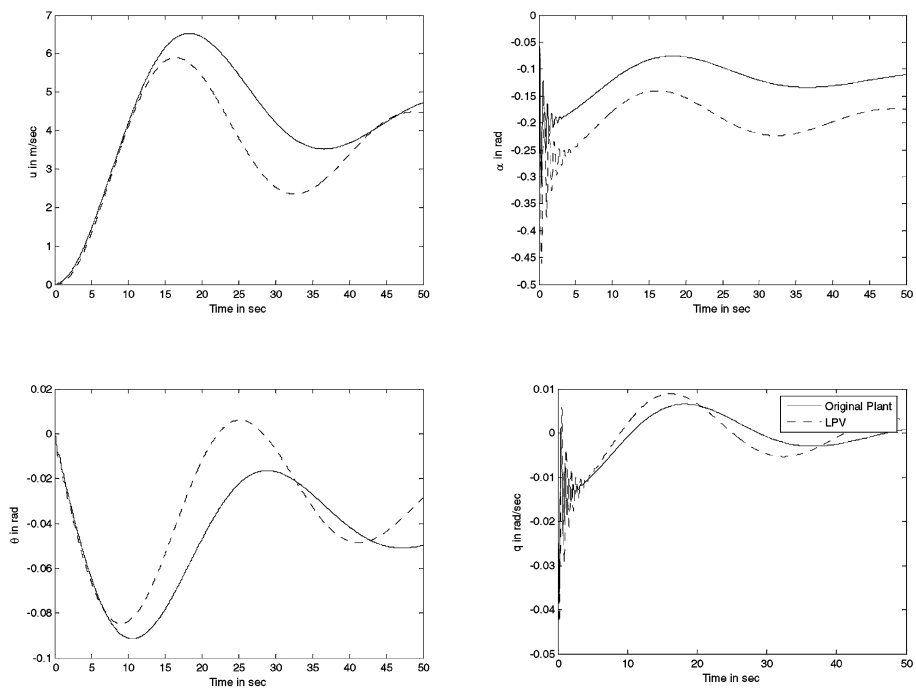 7
6
5
4
3
2
1
0
u in m/sec
0 5 10 15 20 25 30 35 40 45 50
Time in sec
0
-0.05
-0.1
-0.15
-0.2
-0.25
-0.3
-0.35
-0.4
-0.45
-0.5
α in rad
0 5 10 15 20 25 30 35 40 45 50
Time in sec
0.02
0
-0.02
-0.04
-0.06
-0.08
-0.1
θ in rad
0 5 10 15 20 25 30 35 40 45 50
Time in sec
0.01
0
-0.01
-0.02
-0.03
-0.04
-0.05
q in rad/sec
Original Plant
LPV
0 10 20 30 40 50
Time in sec